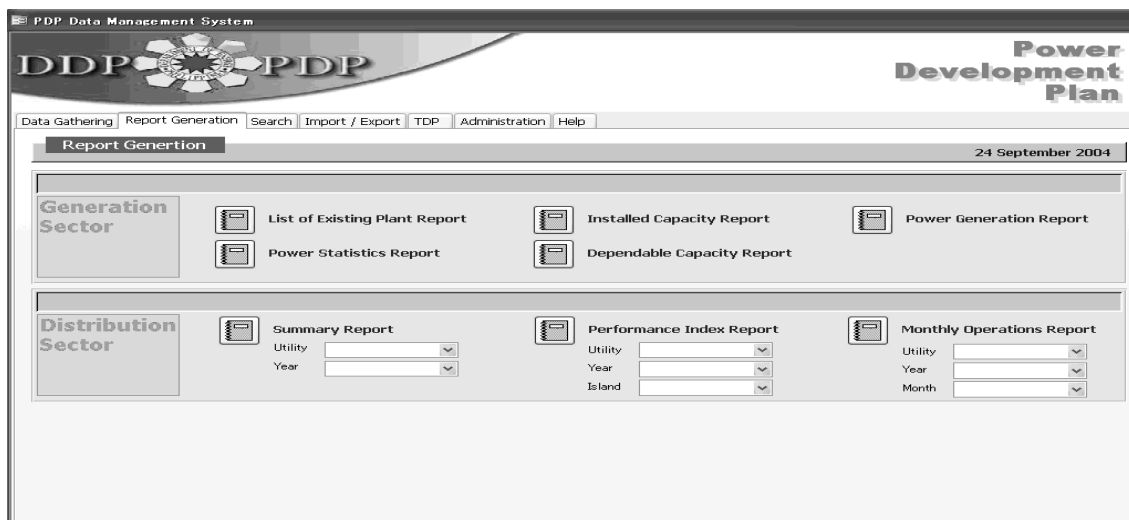 PDP Data Management System
DDP PDP
Power
Development
Plan
Data Gathering Report Generation Search Import / Export TDP Administration Help
Report Genertion
24 September 2004
Generation
Sector
List of Existing Plant Report
Installed Capacity Report
Power Generation Report
Power Statistics Report
Dependable Capacity Report
Distribution
Sector
Summary Report
Utility
Year
Performance Index Report
Utility
Year
Island
Monthly Operations Report
Utility
Year
Month